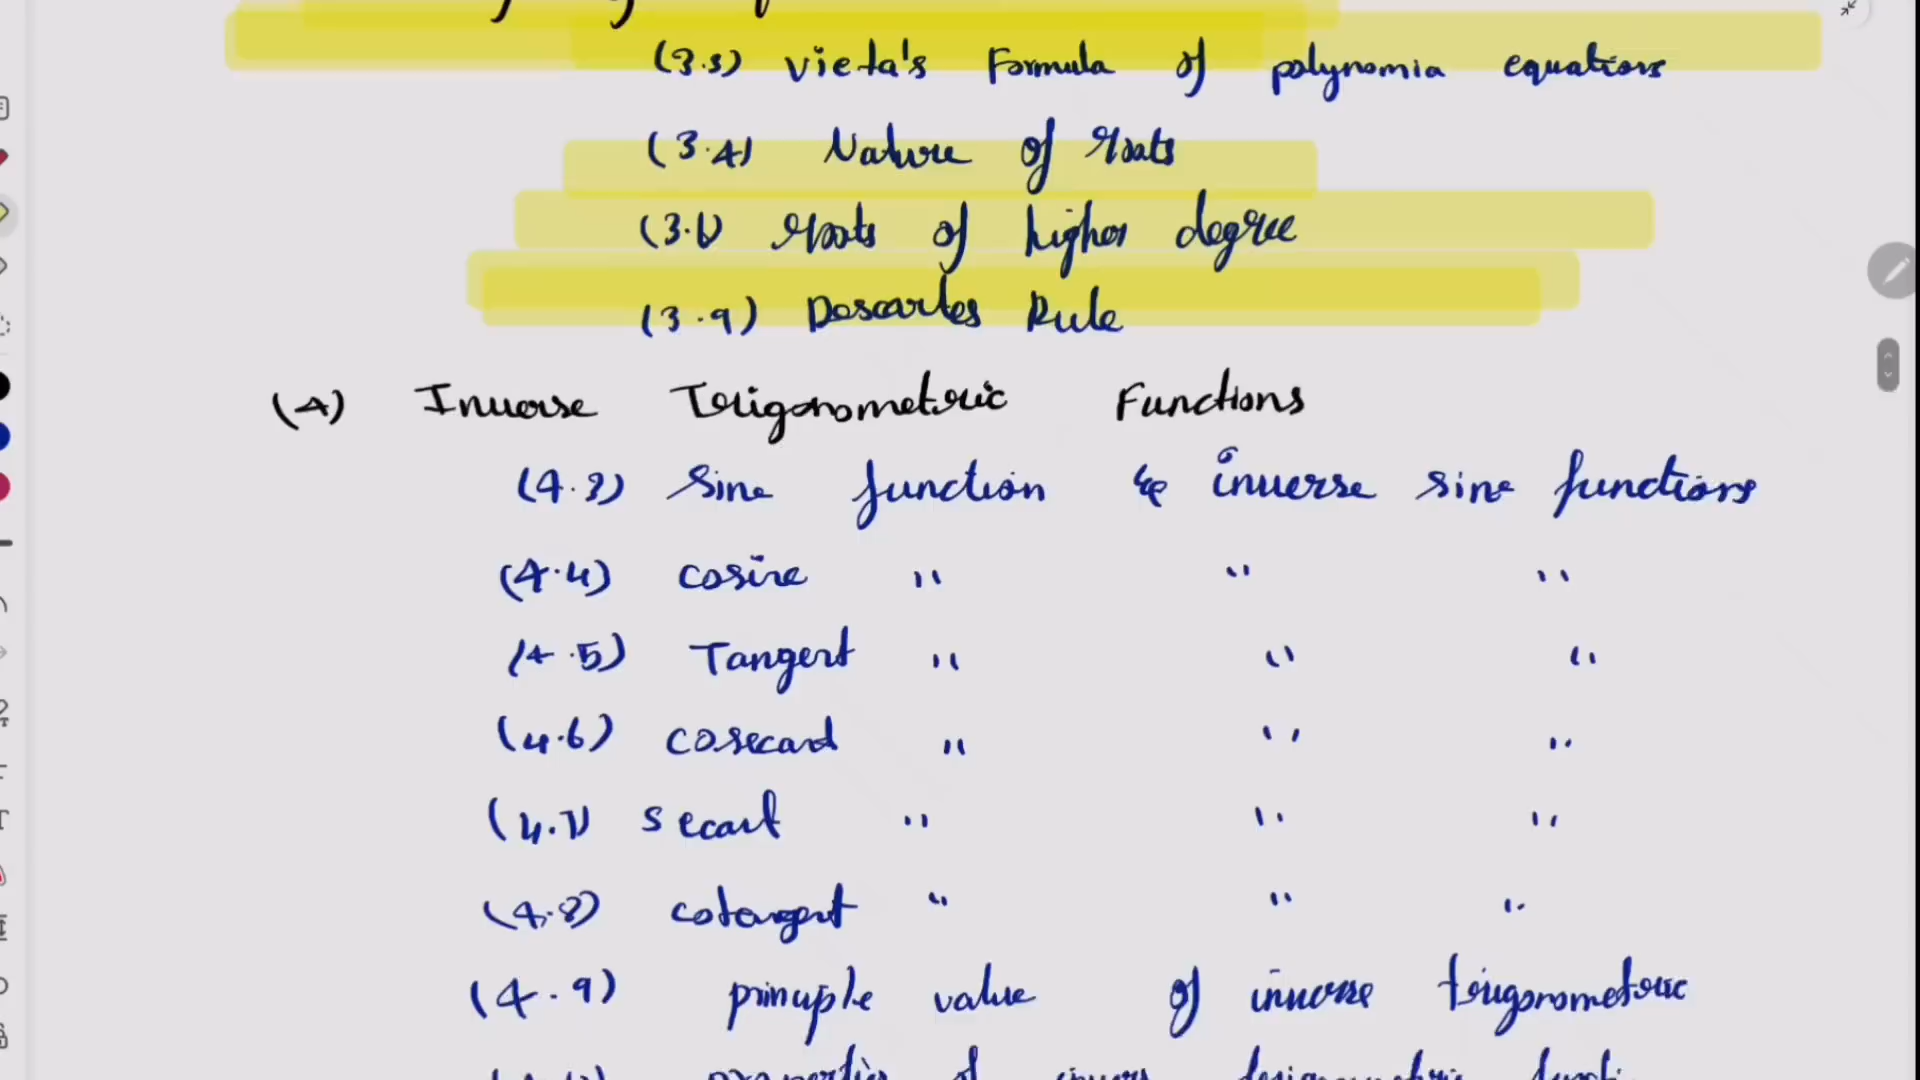 (3.3) Vieta's Formula of polynomia equations
(3.4) Nature of Roots
(3.6) Roots of higher degree
(3.9) Descartes Rule
(4) Inverse Trigonometric Functions
(4.3) Sine function & inverse sine functions
(4.4) cosine " " "
(4.5) Tangent " " "
(4.6) cosecant " " "
(4.7) secant " " "
(4.8) cotangent " " "
(4.9) principle value of inverse trigonometric
of